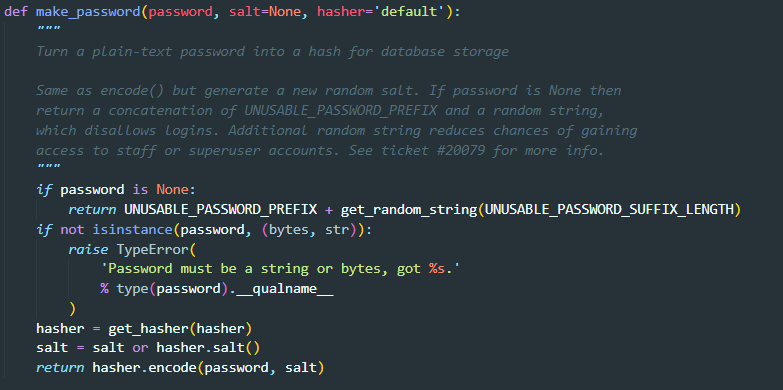 def make_password(password, salt=None, hasher='default'):
    """
    Turn a plain-text password into a hash for database storage

    Same as encode() but generate a new random salt. If password is None then
    return a concatenation of UNUSABLE_PASSWORD_PREFIX and a random string,
    which disallows logins. Additional random string reduces chances of gaining
    access to staff or superuser accounts. See ticket #20079 for more info.
    """
    if password is None:
        return UNUSABLE_PASSWORD_PREFIX + get_random_string(UNUSABLE_PASSWORD_SUFFIX_LENGTH)
    if not isinstance(password, (bytes, str)):
        raise TypeError(
            'Password must be a string or bytes, got %s.'
            % type(password).__qualname__
        )
    hasher = get_hasher(hasher)
    salt = salt or hasher.salt()
    return hasher.encode(password, salt)